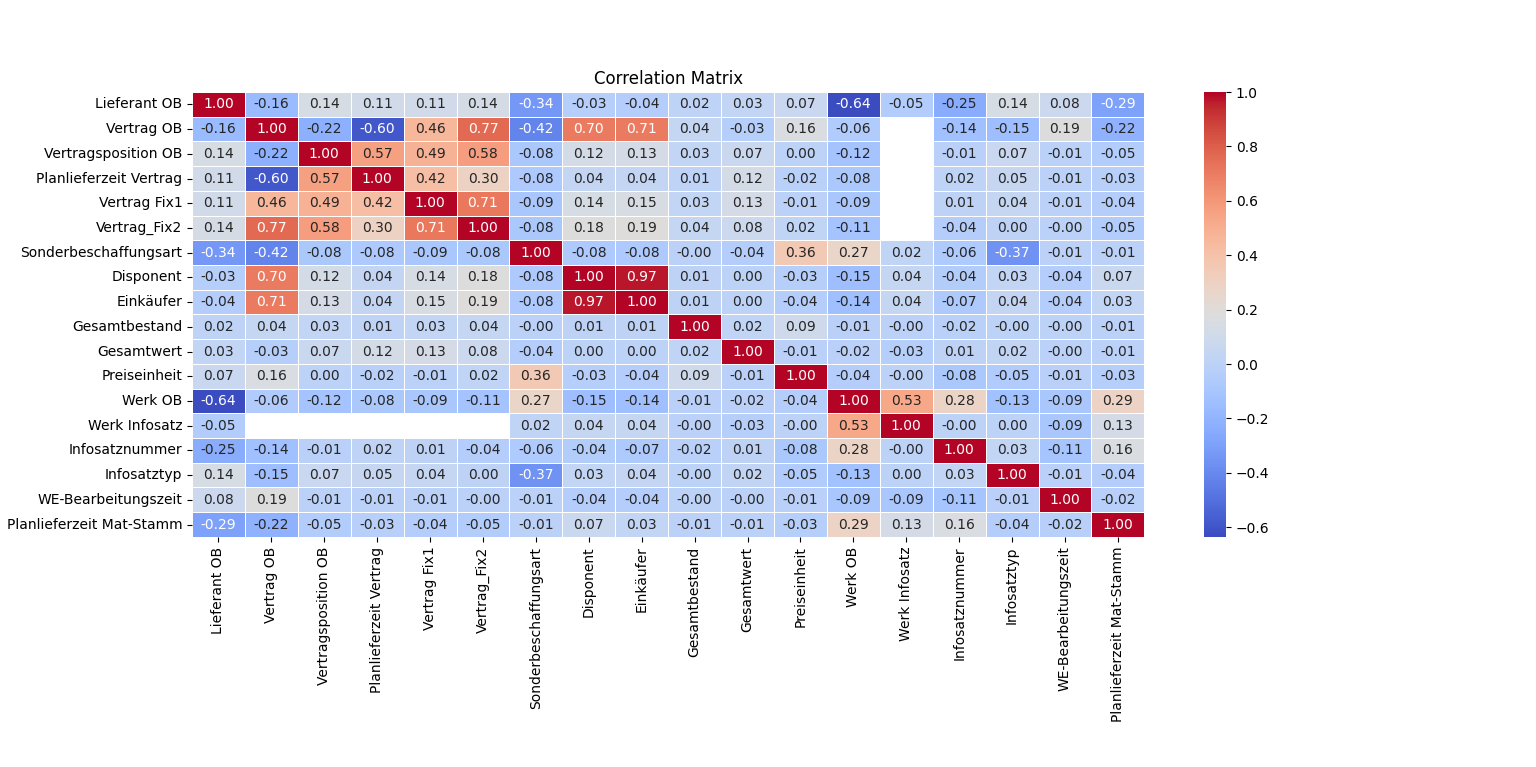 Correlation Matrix
Lieferant OB 1.00 -0.16 0.14 0.11 0.11 0.14 -0.34 -0.03 -0.04 0.02 0.03 0.07 -0.64 -0.05 -0.25 0.14 0.08 -0.29
Vertrag OB -0.16 1.00 -0.22 -0.60 0.46 0.77 -0.42 0.70 0.71 0.04 -0.03 0.16 -0.06 -0.14 -0.15 0.19 -0.22
Vertragsposition OB 0.14 -0.22 1.00 0.57 0.49 0.58 -0.08 0.12 0.13 0.03 0.07 0.00 -0.12 -0.01 0.07 -0.01 -0.05
Planlieferzeit Vertrag 0.11 -0.60 0.57 1.00 0.42 0.30 -0.08 0.04 0.04 0.01 0.12 -0.02 -0.08 0.02 0.05 -0.01 -0.03
Vertrag Fix1 0.11 0.46 0.49 0.42 1.00 0.71 -0.09 0.14 0.15 0.03 0.13 -0.01 -0.09 0.01 0.04 -0.01 -0.04
Vertrag_Fix2 0.14 0.77 0.58 0.30 0.71 1.00 -0.08 0.18 0.19 0.04 0.08 0.02 -0.11 -0.04 0.00 -0.00 -0.05
Sonderbeschaffungsart -0.34 -0.42 -0.08 -0.08 -0.09 -0.08 1.00 -0.08 -0.08 -0.00 -0.04 0.36 0.27 0.02 -0.06 -0.37 -0.01 -0.01
Disponent -0.03 0.70 0.12 0.04 0.14 0.18 -0.08 1.00 0.97 0.01 0.00 -0.03 -0.15 0.04 -0.04 0.03 -0.04 0.07
Einkäufer -0.04 0.71 0.13 0.04 0.15 0.19 -0.08 0.97 1.00 0.01 0.00 -0.04 -0.14 0.04 -0.07 0.04 -0.04 0.03
Gesamtbestand 0.02 0.04 0.03 0.01 0.03 0.04 -0.00 0.01 0.01 1.00 0.02 0.09 -0.01 -0.00 -0.02 -0.00 -0.00 -0.01
Gesamtwert 0.03 -0.03 0.07 0.12 0.13 0.08 -0.04 0.00 0.00 0.02 1.00 -0.01 -0.02 -0.03 0.01 0.02 -0.00 -0.01
Preiseinheit 0.07 0.16 0.00 -0.02 -0.01 0.02 0.36 -0.03 -0.04 0.09 -0.01 1.00 -0.04 -0.00 -0.08 -0.05 -0.01 -0.03
Werk OB -0.64 -0.06 -0.12 -0.08 -0.09 -0.11 0.27 -0.15 -0.14 -0.01 -0.02 -0.04 1.00 0.53 0.28 -0.13 -0.09 0.29
Werk Infosatz -0.05 0.02 0.04 0.04 -0.00 -0.03 -0.00 0.53 1.00 -0.00 0.00 -0.09 0.13
Infosatznummer -0.25 -0.14 -0.01 0.02 0.01 -0.04 -0.06 -0.04 -0.07 -0.02 0.01 -0.08 0.28 -0.00 1.00 0.03 -0.11 0.16
Infosatztyp 0.14 -0.15 0.07 0.05 0.04 0.00 -0.37 0.03 0.04 -0.00 0.02 -0.05 -0.13 0.00 0.03 1.00 -0.01 -0.04
WE-Bearbeitungszeit 0.08 0.19 -0.01 -0.01 -0.01 -0.00 -0.01 -0.04 -0.04 -0.00 -0.00 -0.01 -0.09 -0.09 -0.11 -0.01 1.00 -0.02
Planlieferzeit Mat-Stamm -0.29 -0.22 -0.05 -0.03 -0.04 -0.05 -0.01 0.07 0.03 -0.01 -0.01 -0.03 0.29 0.13 0.16 -0.04 -0.02 1.00
Lieferant OB
Vertrag OB
Vertragsposition OB
Planlieferzeit Vertrag
Vertrag Fix1
Vertrag_Fix2
Sonderbeschaffungsart
Disponent
Einkäufer
Gesamtbestand
Gesamtwert
Preiseinheit
Werk OB
Werk Infosatz
Infosatznummer
Infosatztyp
WE-Bearbeitungszeit
Planlieferzeit Mat-Stamm
1.0
0.8
0.6
0.4
0.2
0.0
−0.2
−0.4
−0.6